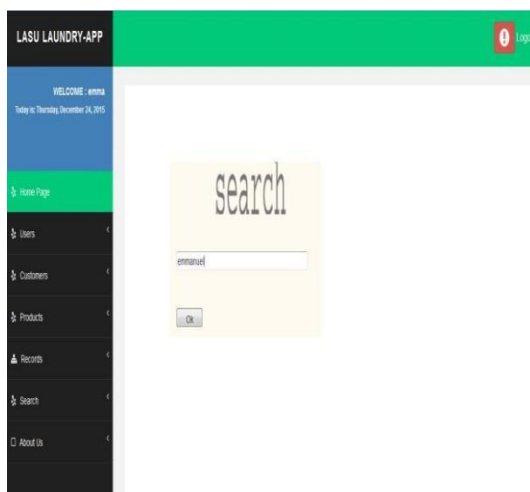 LASU LAUNDRY-APP
Logo
WELCOME : emma
Today is: Thursday, December 24, 2015
search
Home Page
Users
emmanuel
Customers
Products
Ok
Records
Search
About Us